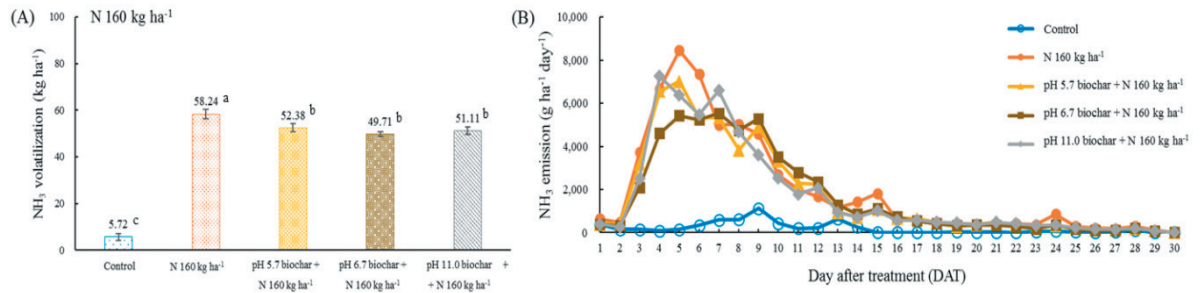 (A)
N 160 kg ha-1
NH3 volatilization (kg ha-1)
100
80
60
40
20
0
5.72 c
58.24 a
52.38 b
49.71 b
51.11 b
Control
N 160 kg ha-1
pH 5.7 biochar +
N 160 kg ha-1
pH 6.7 biochar +
N 160 kg ha-1
pH 11.0 biochar +
+ N 160 kg ha-1
(B)
NH3 emission (g ha-1 day-1)
10,000
8,000
6,000
4,000
2,000
0
1 2 3 4 5 6 7 8 9 10 11 12 13 14 15 16 17 18 19 20 21 22 23 24 25 26 27 28 29 30
Day after treatment (DAT)
Control
N 160 kg ha-1
pH 5.7 biochar + N 160 kg ha-1
pH 6.7 biochar + N 160 kg ha-1
pH 11.0 biochar + N 160 kg ha-1